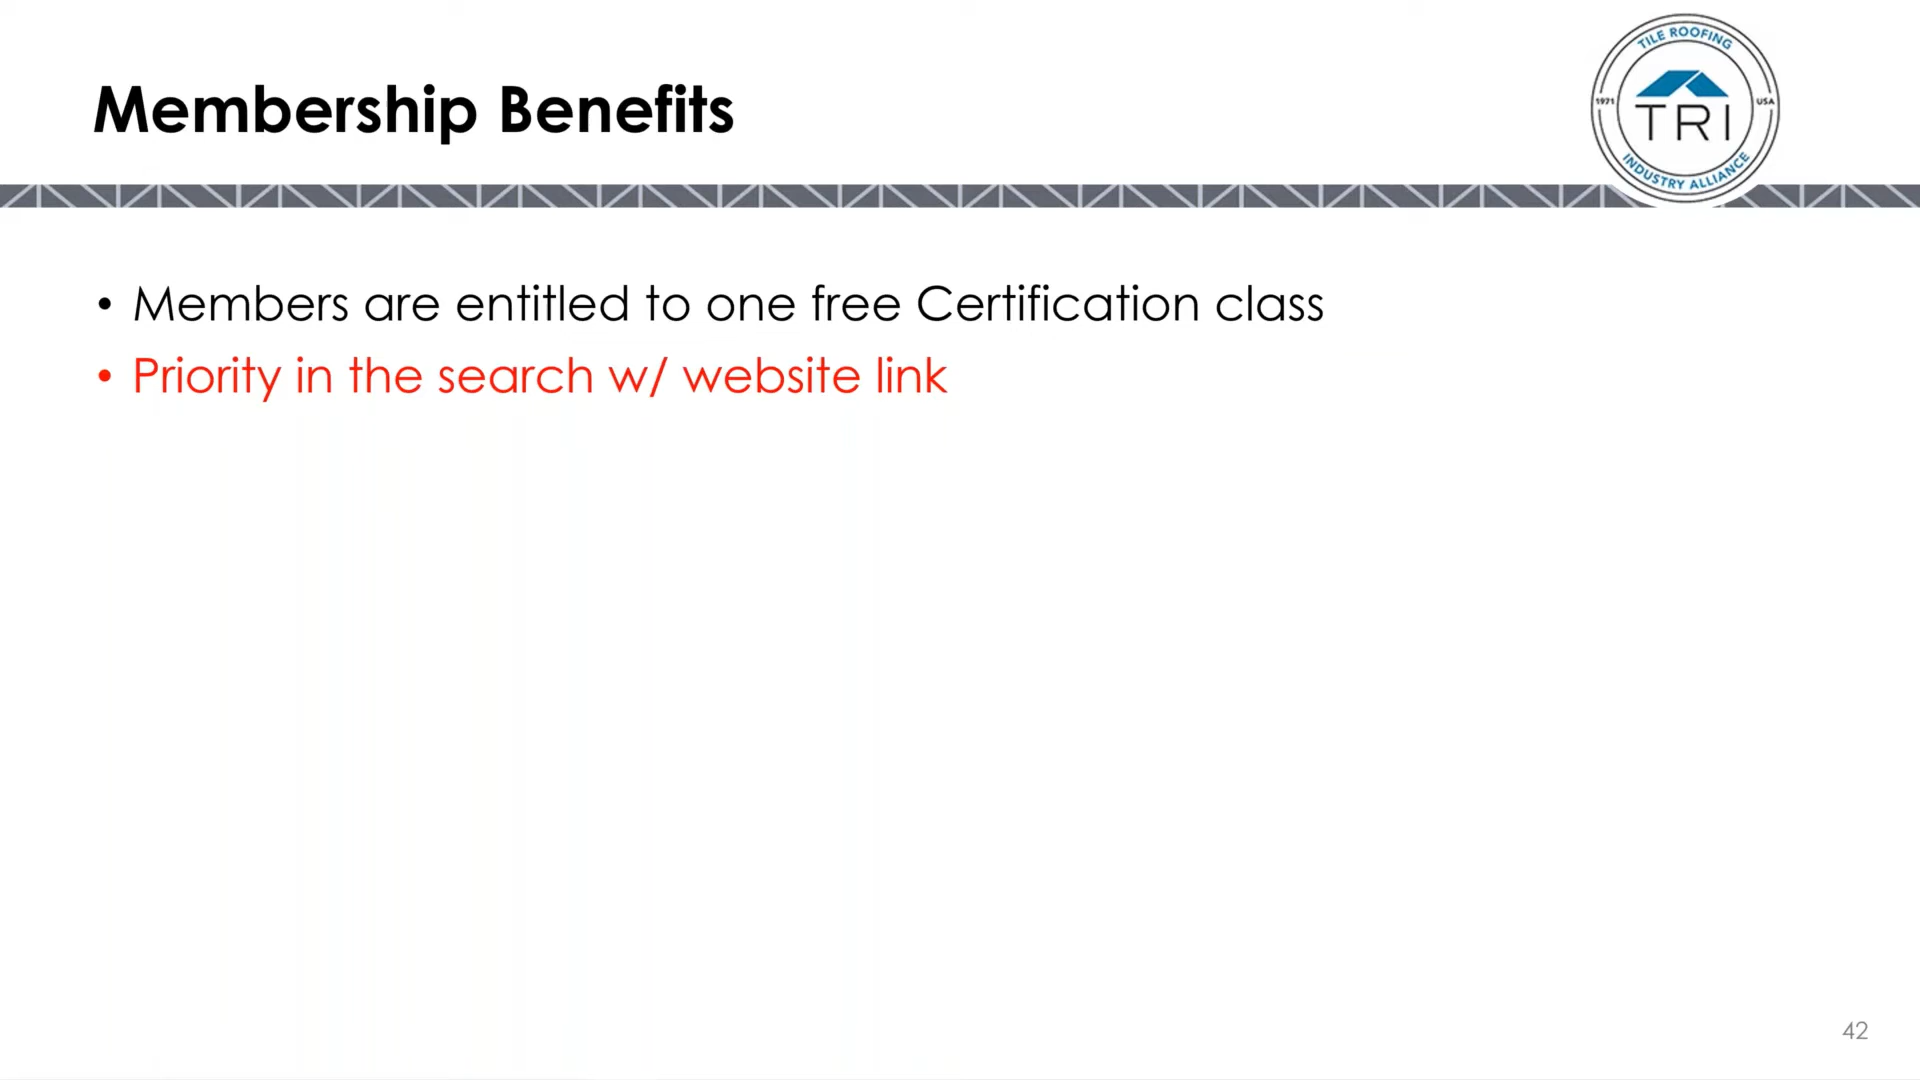 Membership Benefits
TILE ROOFING
1971
USA
TRI
INDUSTRY ALLIANCE
• Members are entitled to one free Certification class
• Priority in the search w/ website link
42